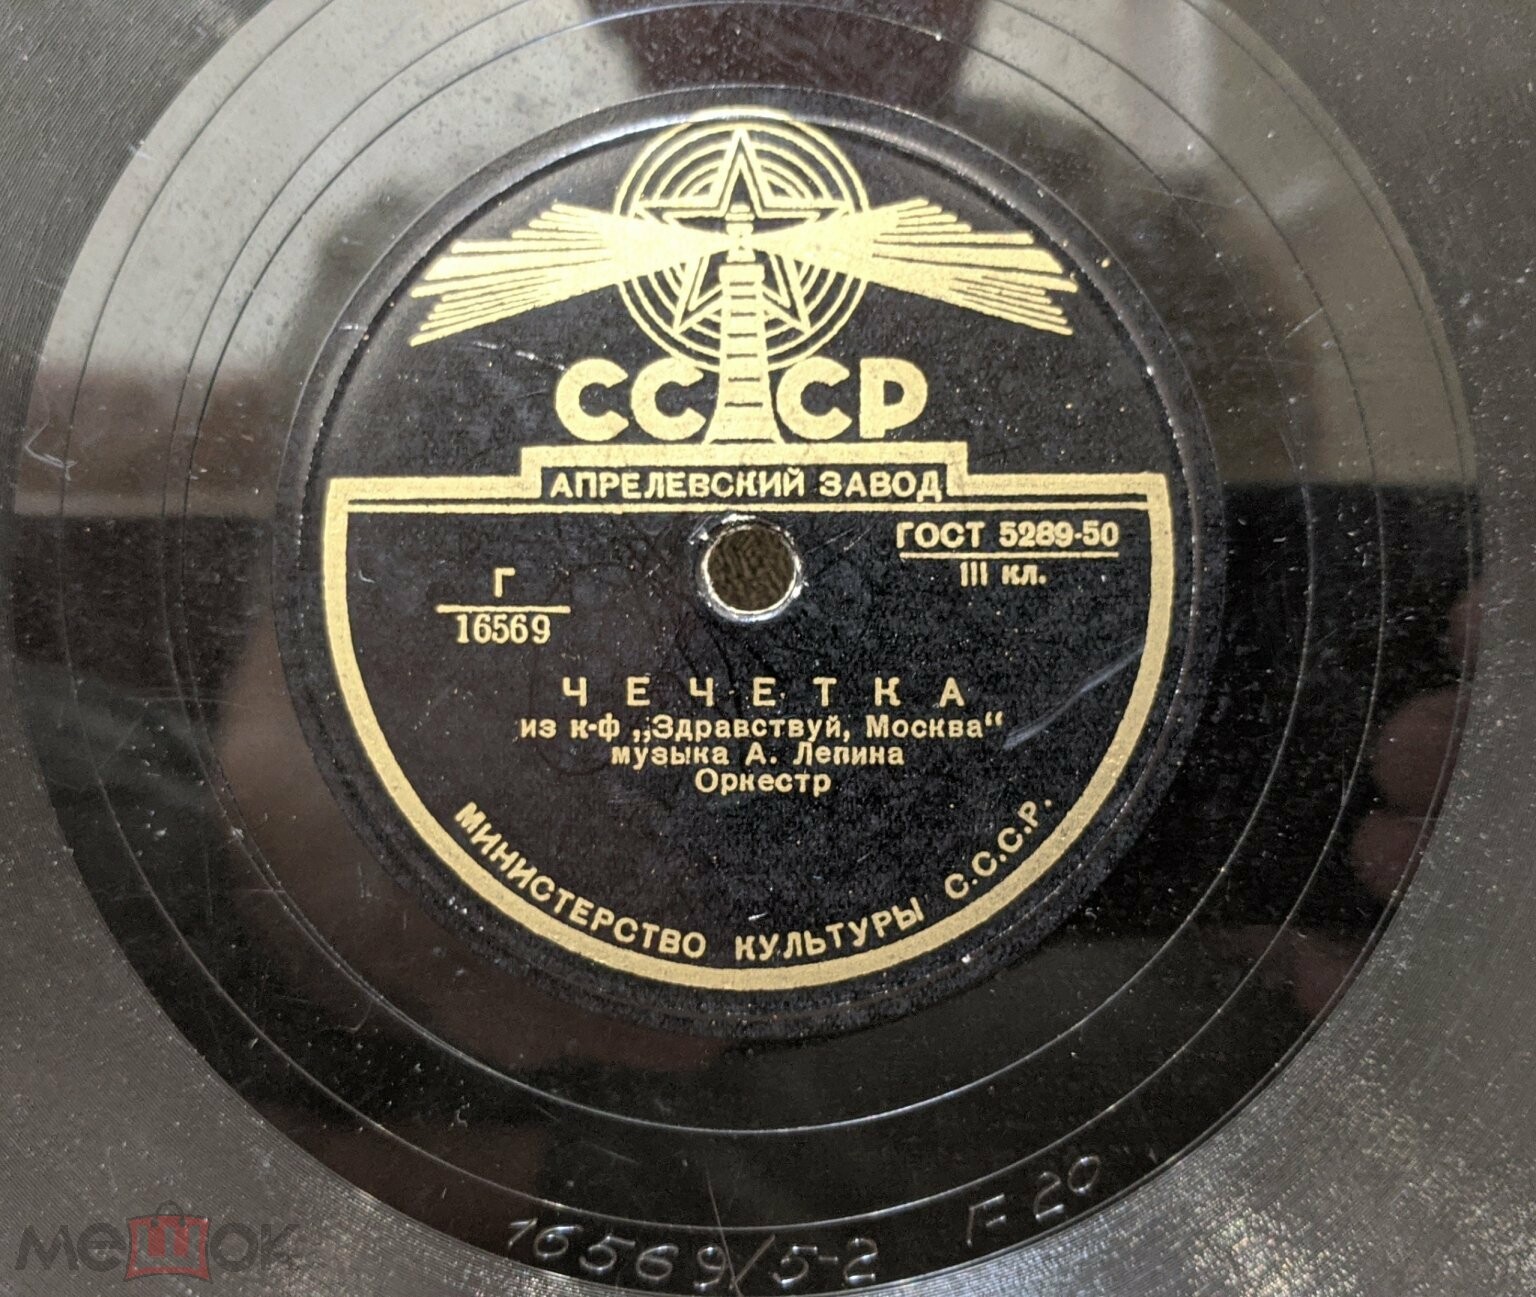 СССР
АПРЕЛЕВСКИЙ ЗАВОД
ГОСТ 5289-50
III кл.
Г
16569
ЧЕЧЕТКА
из к-ф „Здравствуй, Москва“
музыка А. Лепина
Оркестр
МИНИСТЕРСТВО КУЛЬТУРЫ С.С.С.Р.
16569/5-2 F-20
мешок